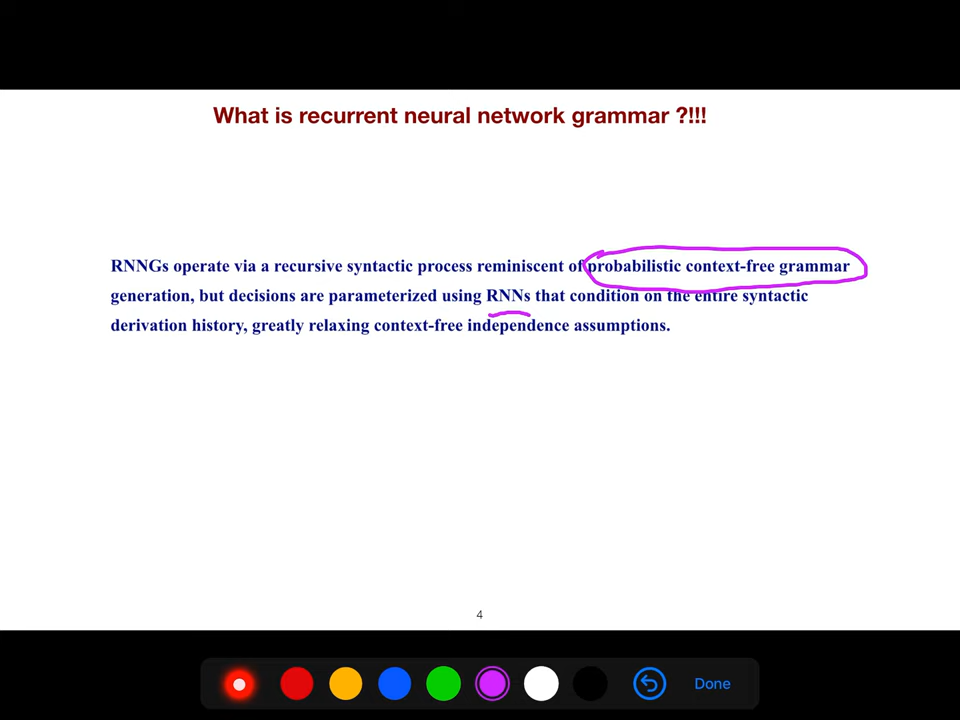 What is recurrent neural network grammar ?!!!
RNNGs operate via a recursive syntactic process reminiscent of probabilistic context-free grammar
generation, but decisions are parameterized using RNNs that condition on the entire syntactic
derivation history, greatly relaxing context-free independence assumptions.
4
Done